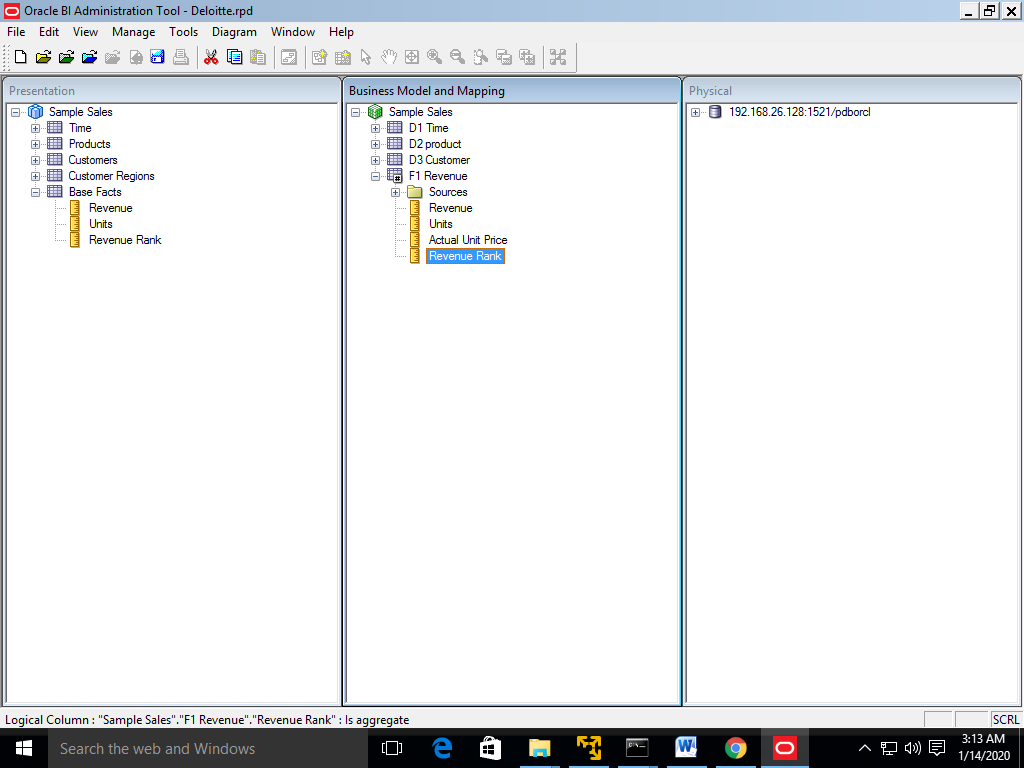 Oracle BI Administration Tool - Deloitte.rpd
File Edit View Manage Tools Diagram Window Help
Presentation
Sample Sales
Time
Products
Customers
Customer Regions
Base Facts
Revenue
Units
Revenue Rank
Business Model and Mapping
Sample Sales
D1 Time
D2 product
D3 Customer
F1 Revenue
Sources
Revenue
Units
Actual Unit Price
Revenue Rank
Physical
192.168.26.128:1521/pdborcl
Logical Column : "Sample Sales"."F1 Revenue"."Revenue Rank" : Is aggregate
SCRL
Search the web and Windows
3:13 AM
1/14/2020